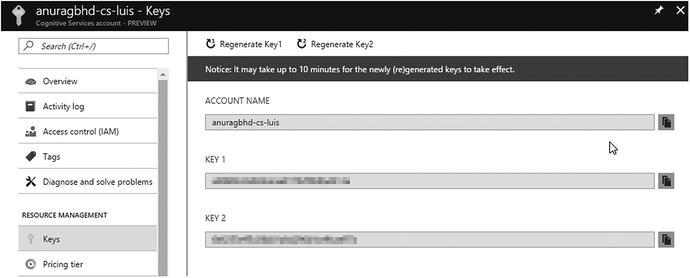 anuragbhd-cs-luis - Keys
Cognitive Services account - PREVIEW
Search (Ctrl+/)
Overview
Activity log
Access control (IAM)
Tags
Diagnose and solve problems
RESOURCE MANAGEMENT
Keys
Pricing tier
Regenerate Key1 Regenerate Key2
Notice: It may take up to 10 minutes for the newly (re)generated keys to take effect.
ACCOUNT NAME
anuragbhd-cs-luis
KEY 1
KEY 2